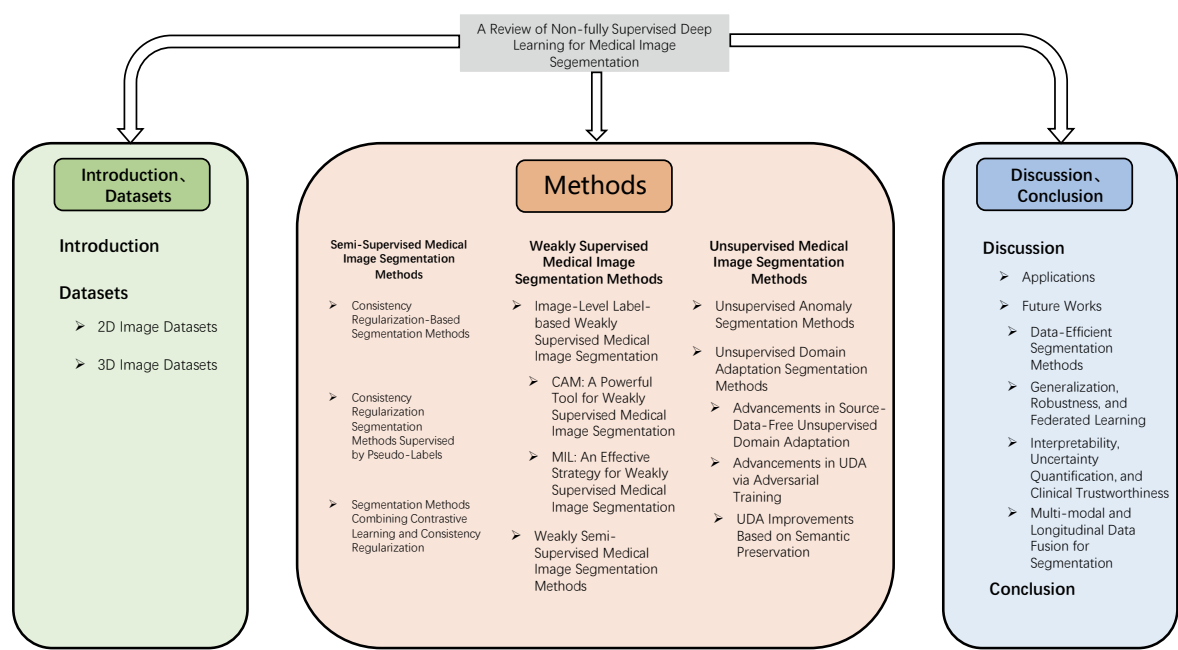 A Review of Non-fully Supervised Deep
Learning for Medical Image
Segementation
Introduction、
Datasets
Introduction
Datasets
➢ 2D Image Datasets
➢ 3D Image Datasets
Methods
Semi-Supervised Medical
Image Segmentation
Methods
➢ Consistency
Regularization-Based
Segmentation Methods
➢ Consistency
Regularization
Segmentation
Methods Supervised
by Pseudo-Labels
➢ Segmentation Methods
Combining Contrastive
Learning and Consistency
Regularization
Weakly Supervised
Medical Image
Segmentation Methods
➢ Image-Level Label-
based Weakly
Supervised Medical
Image Segmentation
➢ CAM: A Powerful
Tool for Weakly
Supervised Medical
Image Segmentation
➢ MIL: An Effective
Strategy for Weakly
Supervised Medical
Image Segmentation
➢ Weakly Semi-
Supervised Medical
Image Segmentation
Methods
Unsupervised Medical
Image Segmentation
Methods
➢ Unsupervised Anomaly
Segmentation Methods
➢ Unsupervised Domain
Adaptation Segmentation
Methods
➢ Advancements in Source-
Data-Free Unsupervised
Domain Adaptation
➢ Advancements in UDA
via Adversarial
Training
➢ UDA Improvements
Based on Semantic
Preservation
Discussion、
Conclusion
Discussion
➢ Applications
➢ Future Works
➢ Data-Efficient
Segmentation
Methods
➢ Generalization,
Robustness, and
Federated Learning
➢ Interpretability,
Uncertainty
Quantification, and
Clinical Trustworthiness
➢ Multi-modal and
Longitudinal Data
Fusion for
Segmentation
Conclusion